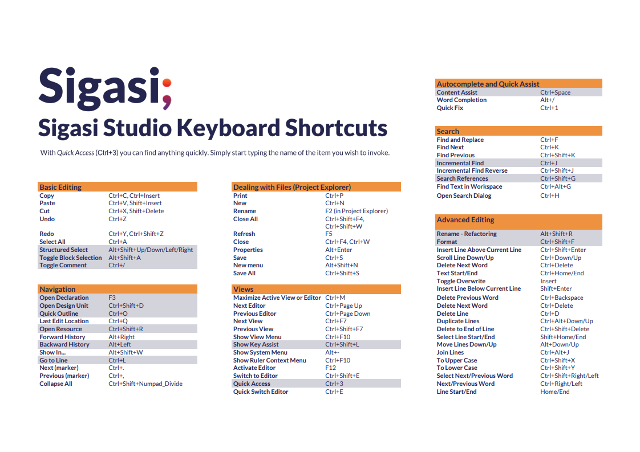 Sigasi;
Sigasi Studio Keyboard Shortcuts
With Quick Access (Ctrl+3) you can find anything quickly. Simply start typing the name of the item you wish to invoke.
Basic Editing
Copy Ctrl+C, Ctrl+Insert
Paste Ctrl+V, Shift+Insert
Cut Ctrl+X, Shift+Delete
Undo Ctrl+Z
Redo Ctrl+Y, Ctrl+Shift+Z
Select All Ctrl+A
Structured Select Alt+Shift+Up/Down/Left/Right
Toggle Block Selection Alt+Shift+A
Toggle Comment Ctrl+/
Navigation
Open Declaration F3
Open Design Unit Ctrl+Shift+D
Quick Outline Ctrl+O
Last Edit Location Ctrl+Q
Open Resource Ctrl+Shift+R
Forward History Alt+Right
Backward History Alt+Left
Show In... Alt+Shift+W
Go to Line Ctrl+L
Next (marker) Ctrl+.
Previous (marker) Ctrl+,
Collapse All Ctrl+Shift+Numpad_Divide
Dealing with Files (Project Explorer)
Print Ctrl+P
New Ctrl+N
Rename F2 (in Project Explorer)
Close All Ctrl+Shift+F4,
Ctrl+Shift+W
Refresh F5
Close Ctrl+F4, Ctrl+W
Properties Alt+Enter
Save Ctrl+S
New menu Alt+Shift+N
Save All Ctrl+Shift+S
Views
Maximize Active View or Editor Ctrl+M
Next Editor Ctrl+Page Up
Previous Editor Ctrl+Page Down
Next View Ctrl+F7
Previous View Ctrl+Shift+F7
Show View Menu Ctrl+F10
Show Key Assist Ctrl+Shift+L
Show System Menu Alt+-
Show Ruler Context Menu Ctrl+F10
Activate Editor F12
Switch to Editor Ctrl+Shift+E
Quick Access Ctrl+3
Quick Switch Editor Ctrl+E
Autocomplete and Quick Assist
Content Assist Ctrl+Space
Word Completion Alt+/
Quick Fix Ctrl+1
Search
Find and Replace Ctrl+F
Find Next Ctrl+K
Find Previous Ctrl+Shift+K
Incremental Find Ctrl+J
Incremental Find Reverse Ctrl+Shift+J
Search References Ctrl+Shift+G
Find Text in Workspace Ctrl+Alt+G
Open Search Dialog Ctrl+H
Advanced Editing
Rename - Refactoring Alt+Shift+R
Format Ctrl+Shift+F
Insert Line Above Current Line Ctrl+Shift+Enter
Scroll Line Down/Up Ctrl+Down/Up
Delete Next Word Ctrl+Delete
Text Start/End Ctrl+Home/End
Toggle Overwrite Insert
Insert Line Below Current Line Shift+Enter
Delete Previous Word Ctrl+Backspace
Delete Next Word Ctrl+Delete
Delete Line Ctrl+D
Duplicate Lines Ctrl+Alt+Down/Up
Delete to End of Line Ctrl+Shift+Delete
Select Line Start/End Shift+Home/End
Move Lines Down/Up Alt+Down/Up
Join Lines Ctrl+Alt+J
To Upper Case Ctrl+Shift+X
To Lower Case Ctrl+Shift+Y
Select Next/Previous Word Ctrl+Shift+Right/Left
Next/Previous Word Ctrl+Right/Left
Line Start/End Home/End